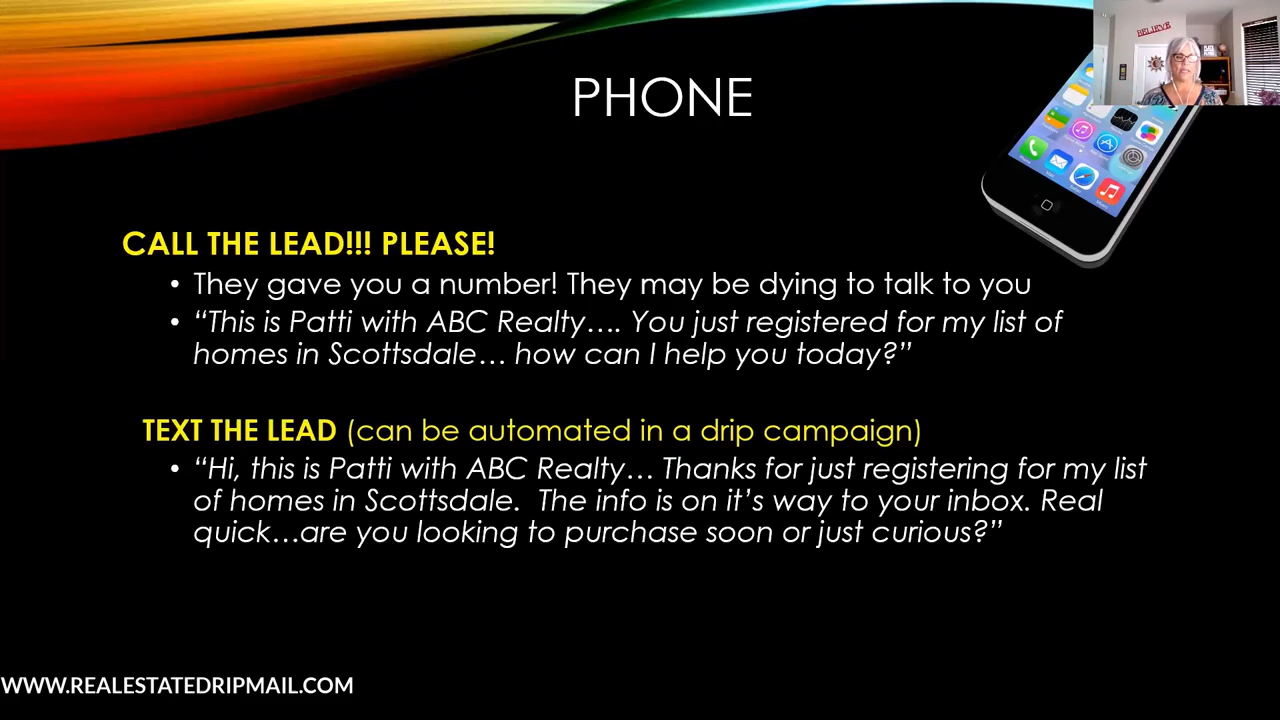 BELIEVE
PHONE
CALL THE LEAD!!! PLEASE!
• They gave you a number! They may be dying to talk to you
• “This is Patti with ABC Realty…. You just registered for my list of
homes in Scottsdale… how can I help you today?”
TEXT THE LEAD (can be automated in a drip campaign)
• “Hi, this is Patti with ABC Realty… Thanks for just registering for my list
of homes in Scottsdale.  The info is on it’s way to your inbox. Real
quick…are you looking to purchase soon or just curious?”
WWW.REALESTATEDRIPMAIL.COM